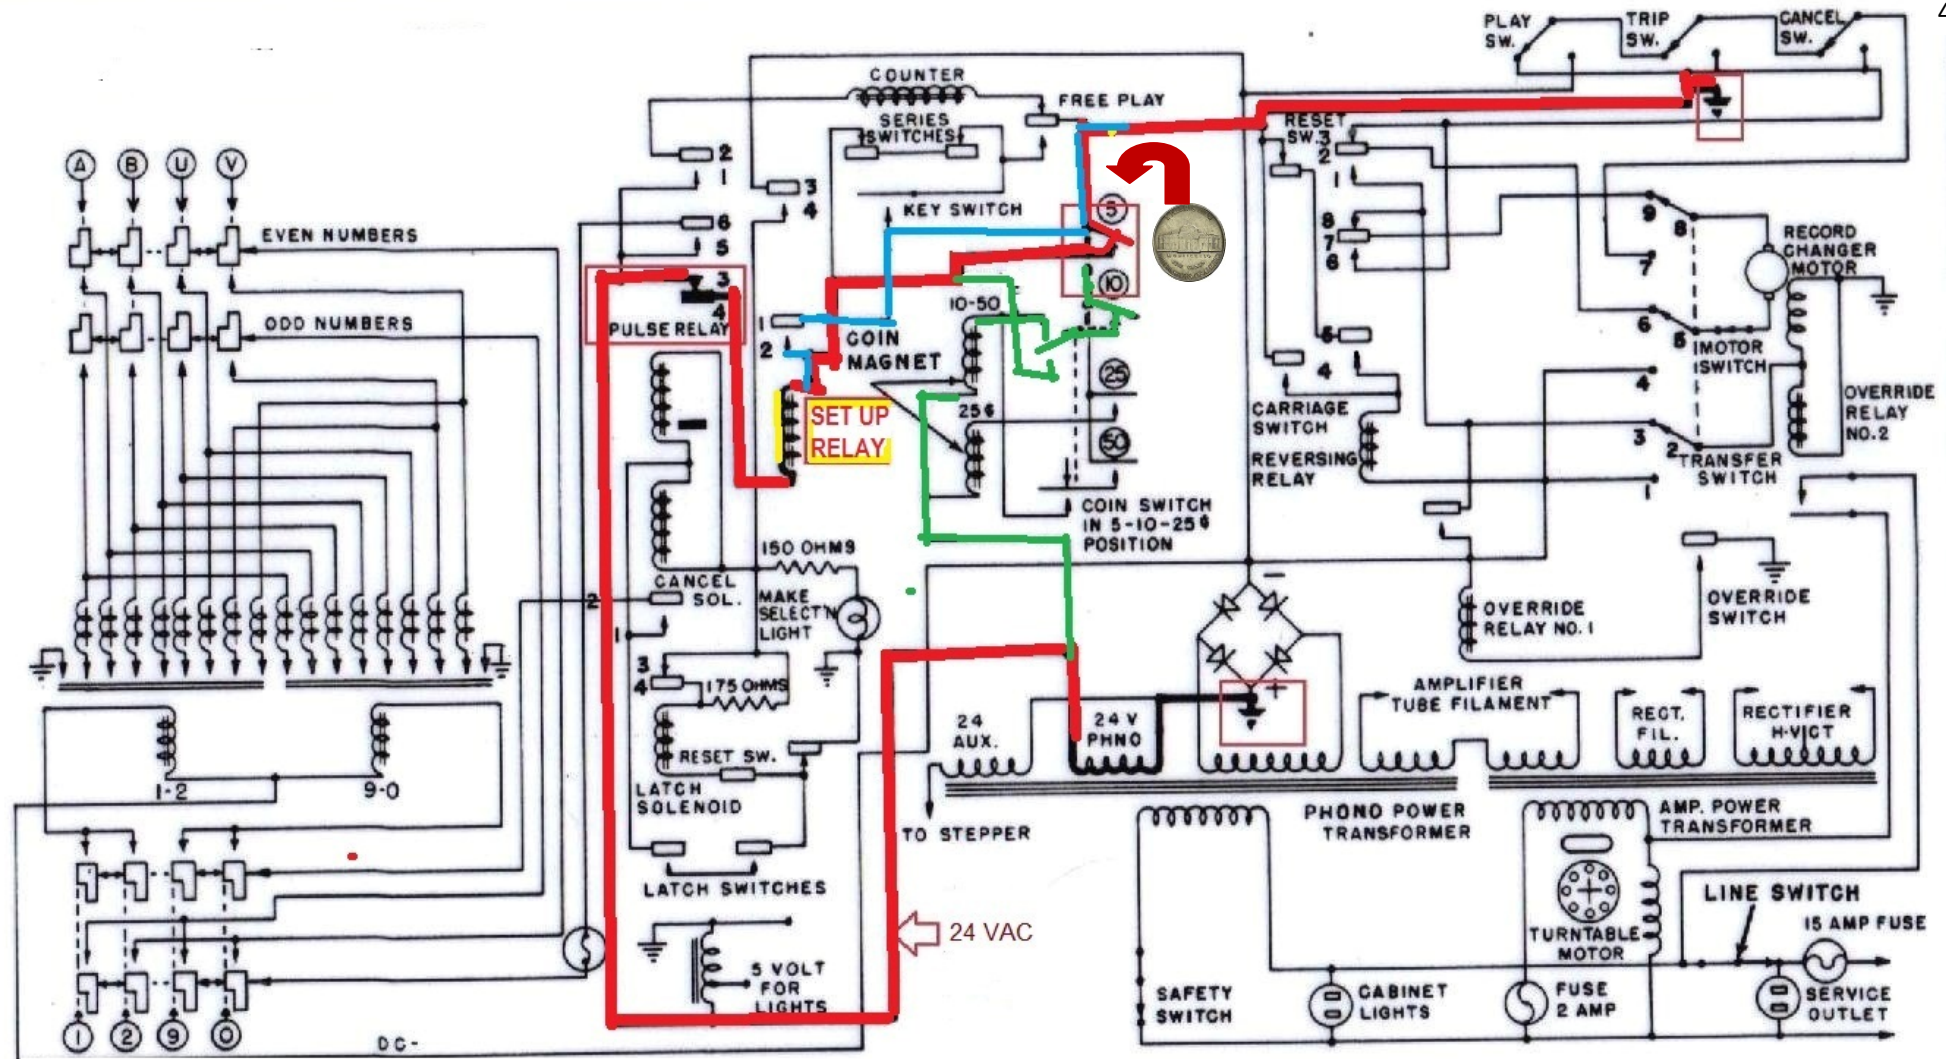 4
PLAY
SW.
TRIP
SW.
CANCEL
SW.
COUNTER
SERIES
SWITCHES
FREE PLAY
RESET
SW.
3
2
1
8
7
6
5
4
A
B
U
V
EVEN NUMBERS
ODD NUMBERS
2
1
6
5
3
4
PULSE RELAY
3
4
1
2
KEY SWITCH
COIN
MAGNET
SET UP
RELAY
10-50
25¢
5
10
25
50
COIN SWITCH
IN 5-10-25¢
POSITION
CARRIAGE
SWITCH
REVERSING
RELAY
9
8
7
6
5
4
3
2
1
RECORD
CHANGER
MOTOR
MOTOR
SWITCH
OVERRIDE
RELAY
NO.2
TRANSFER
SWITCH
150 OHMS
CANCEL
SOL.
2
1
MAKE
SELECT'N
LIGHT
3
4
175 OHMS
RESET SW.
LATCH
SOLENOID
LATCH SWITCHES
5 VOLT
FOR
LIGHTS
24 VAC
24
AUX.
24 V
PHNO
TO STEPPER
−
+
OVERRIDE
RELAY NO.1
OVERRIDE
SWITCH
AMPLIFIER
TUBE FILAMENT
RECT.
FIL.
RECTIFIER
H-VICT
PHONO POWER
TRANSFORMER
AMP. POWER
TRANSFORMER
TURNTABLE
MOTOR
LINE SWITCH
15 AMP FUSE
SAFETY
SWITCH
CABINET
LIGHTS
FUSE
2 AMP
SERVICE
OUTLET
1-2
9-0
1
2
9
0
DC-